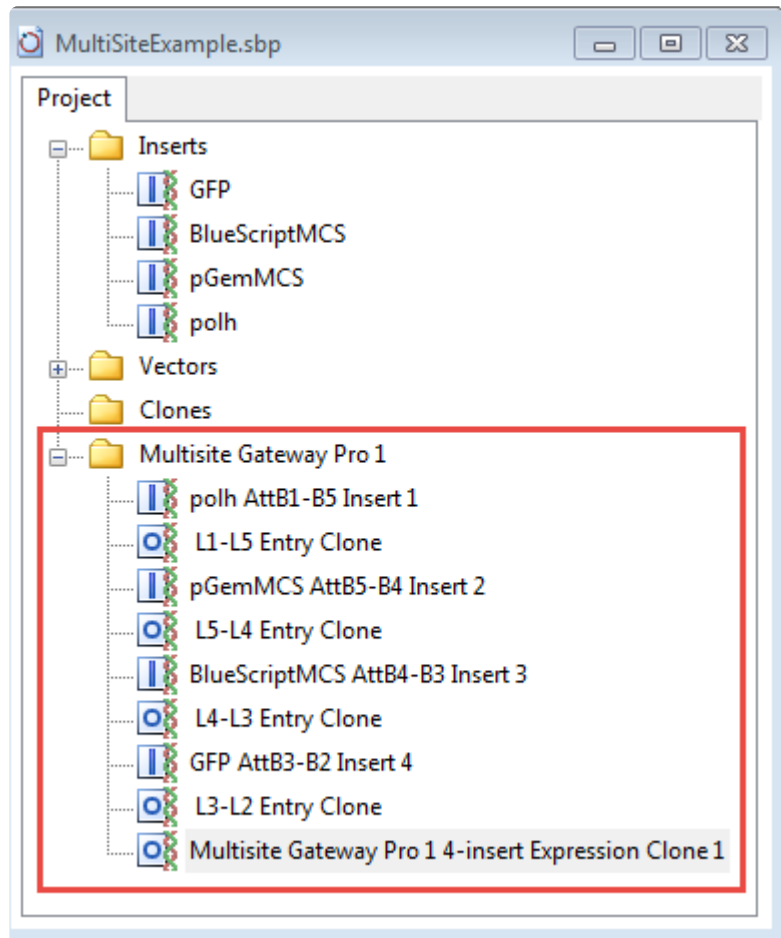 MultiSiteExample.sbp
Project
Inserts
GFP
BlueScriptMCS
pGemMCS
polh
Vectors
Clones
Multisite Gateway Pro 1
polh AttB1-B5 Insert 1
L1-L5 Entry Clone
pGemMCS AttB5-B4 Insert 2
L5-L4 Entry Clone
BlueScriptMCS AttB4-B3 Insert 3
L4-L3 Entry Clone
GFP AttB3-B2 Insert 4
L3-L2 Entry Clone
Multisite Gateway Pro 1 4-insert Expression Clone 1